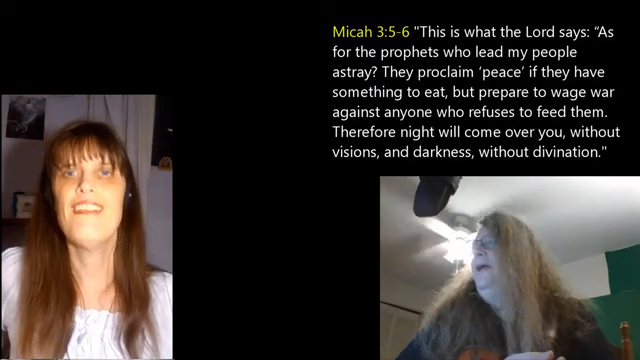 Micah 3:5-6 "This is what the Lord says: “As
for the prophets who lead my people
astray? They proclaim ‘peace’ if they have
something to eat, but prepare to wage war
against anyone who refuses to feed them.
Therefore night will come over you, without
visions, and darkness, without divination."